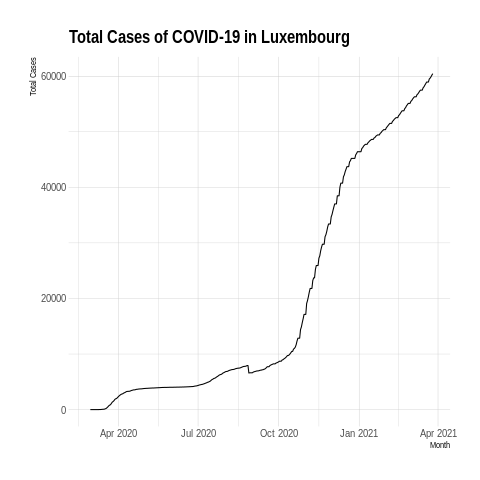 Total Cases of COVID-19 in Luxembourg
Total Cases
60000
40000
20000
0
Apr 2020 Jul 2020 Oct 2020 Jan 2021 Apr 2021
Month